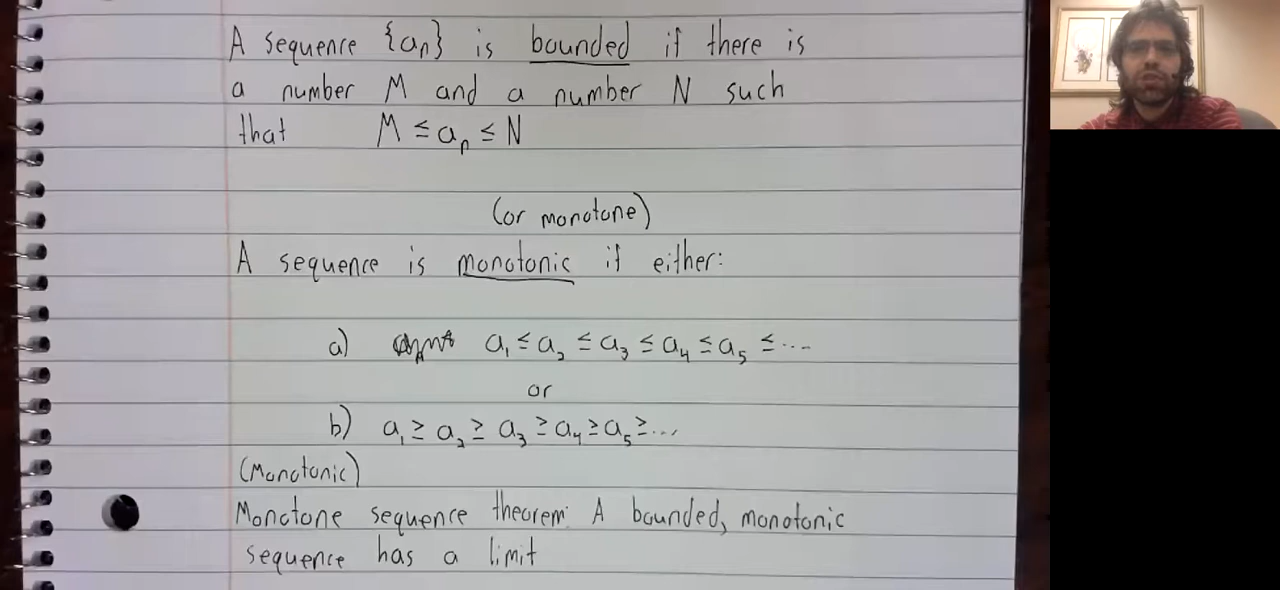 A sequence {aₙ} is bounded if there is
a number M and a number N such
that M ≤ aₙ ≤ N
(or monotone)
A sequence is monotonic if either:
a) a₁ ≤ a₂ ≤ a₃ ≤ a₄ ≤ a₅ ≤ ...
or
b) a₁ ≥ a₂ ≥ a₃ ≥ a₄ ≥ a₅ ≥ ...
(Monotonic)
Monotone sequence theorem: A bounded, monotonic
sequence has a limit